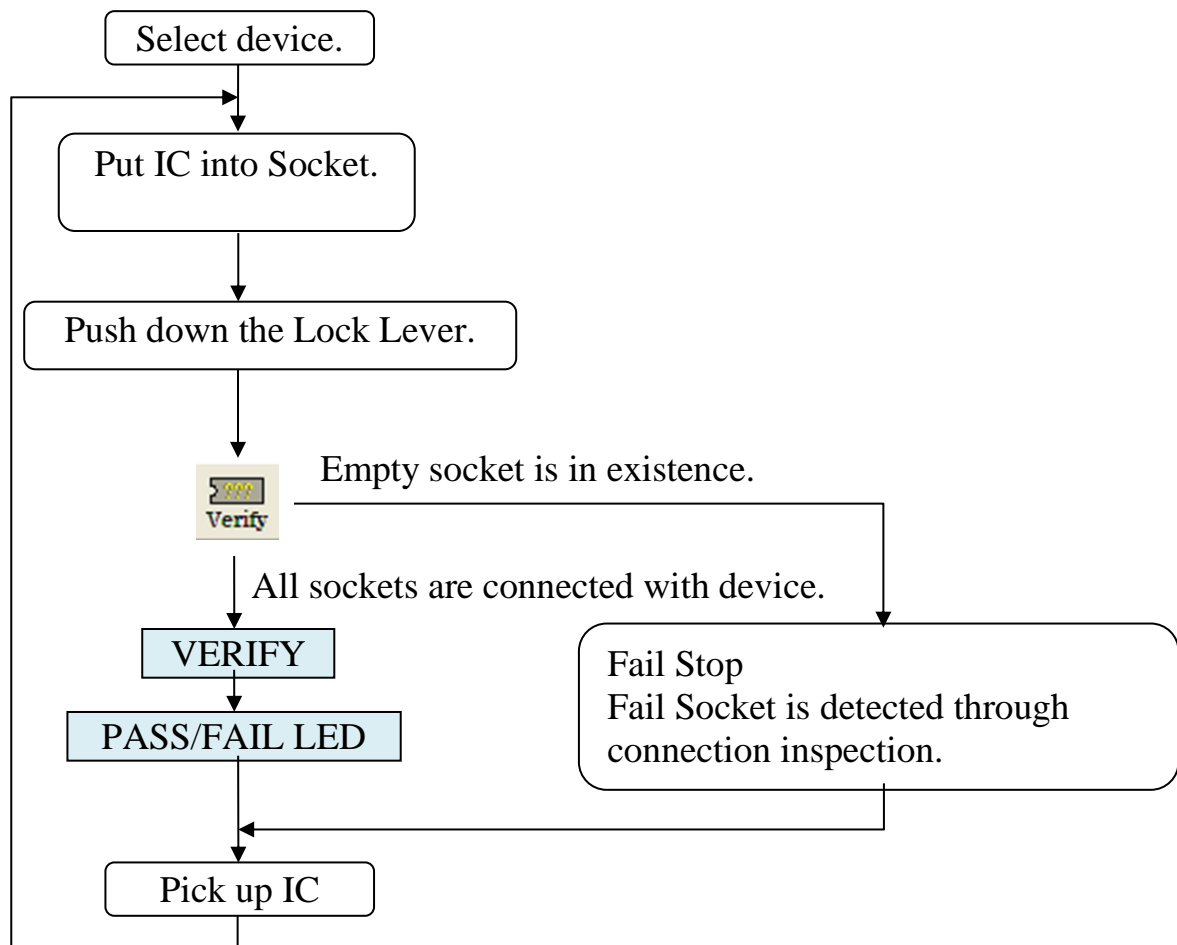 Select device.
Put IC into Socket.
Push down the Lock Lever.
Empty socket is in existence.
???
Verify
All sockets are connected with device.
VERIFY
PASS/FAIL LED
Fail Stop
Fail Socket is detected through
connection inspection.
Pick up IC